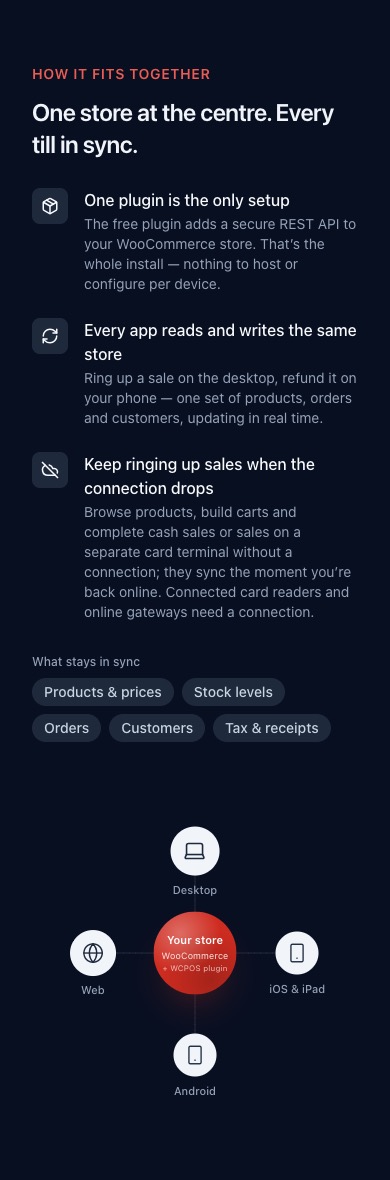 HOW IT FITS TOGETHER
One store at the centre. Every
till in sync.
One plugin is the only setup
The free plugin adds a secure REST API to
your WooCommerce store. That’s the
whole install — nothing to host or
configure per device.
Every app reads and writes the same
store
Ring up a sale on the desktop, refund it on
your phone — one set of products, orders
and customers, updating in real time.
Keep ringing up sales when the
connection drops
Browse products, build carts and
complete cash sales or sales on a
separate card terminal without a
connection; they sync the moment you’re
back online. Connected card readers and
online gateways need a connection.
What stays in sync
Products & prices
Stock levels
Orders
Customers
Tax & receipts
Desktop
Your store
WooCommerce
+ WCPOS plugin
Web
iOS & iPad
Android